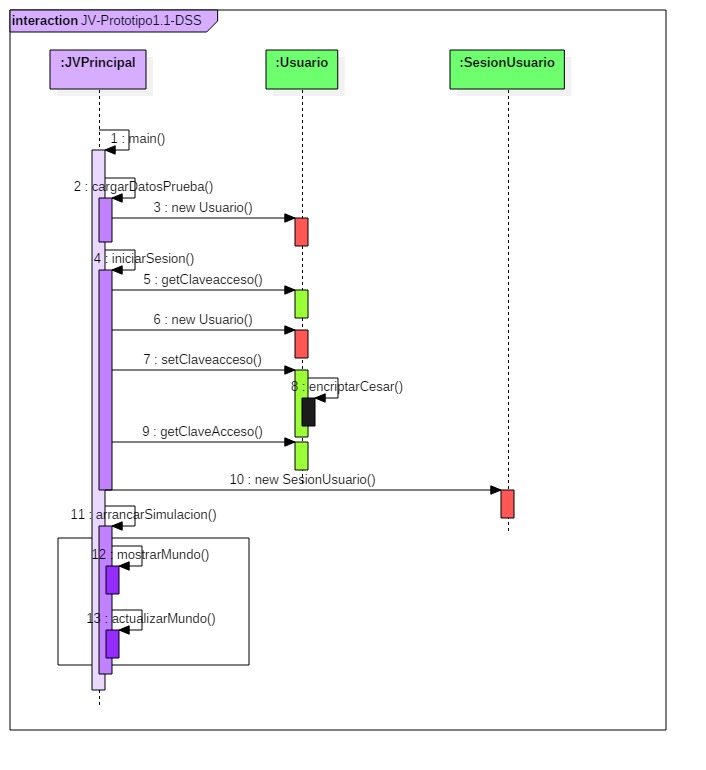 interaction JV-Prototipo1.1-DSS
:JVPrincipal
:Usuario
:SesionUsuario
1 : main()
2 : cargarDatosPrueba()
3 : new Usuario()
4 : iniciarSesion()
5 : getClaveacceso()
6 : new Usuario()
7 : setClaveacceso()
8 : encriptarCesar()
9 : getClaveAcceso()
10 : new SesionUsuario()
11 : arrancarSimulacion()
12 : mostrarMundo()
13 : actualizarMundo()